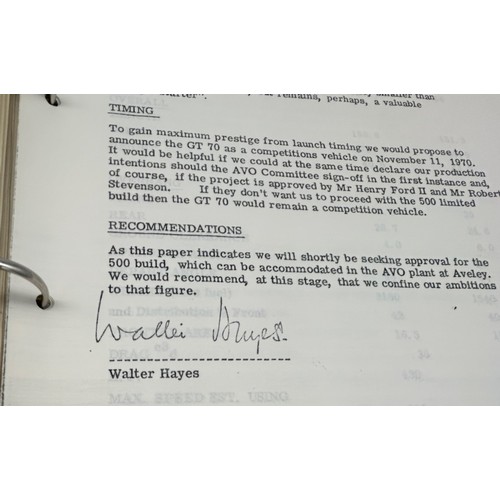 remains, perhaps, a valuable
TIMING
To gain maximum prestige from launch timing we would propose to
announce the GT 70 as a competitions vehicle on November 11, 1970.
It would be helpful if we could at the same time declare our production
intentions should the AVO Committee sign-off in the first instance and,
of course, if the project is approved by Mr Henry Ford II and Mr Robert
Stevenson. If they don't want us to proceed with the 500 limited
build then the GT 70 would remain a competition vehicle.
RECOMMENDATIONS
As this paper indicates we will shortly be seeking approval for the
500 build, which can be accommodated in the AVO plant at Aveley.
We would recommend, at this stage, that we confine our ambitions
to that figure.
Walter Hayes.
Walter Hayes
MAX. SPEED EST. USING